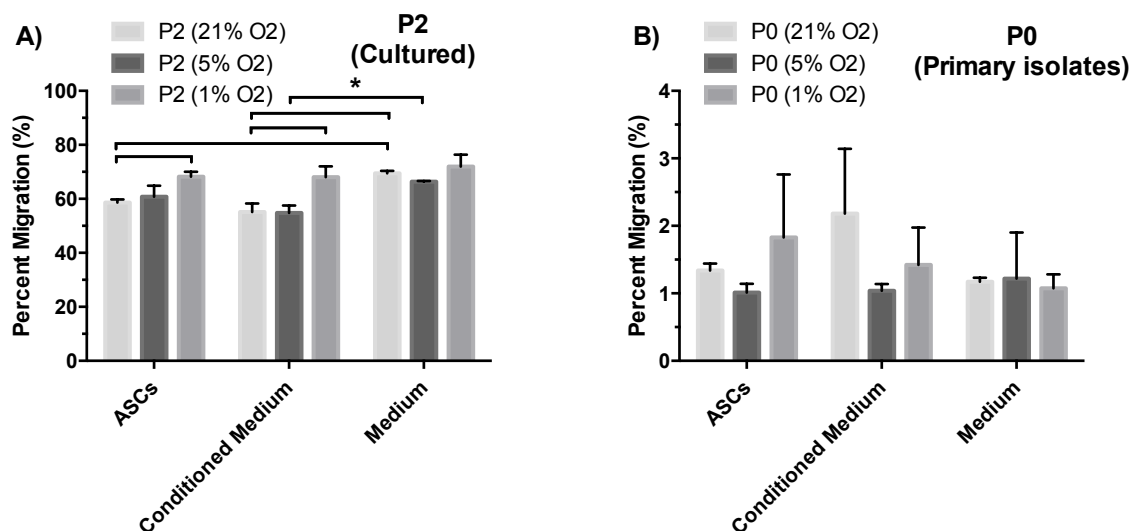 A)
P2 (21% O2)
P2 (5% O2)
P2 (1% O2)
P2
(Cultured)
*
Percent Migration (%)
100
80
60
40
20
0
ASCs
Conditioned Medium
Medium
B)
P0 (21% O2)
P0 (5% O2)
P0 (1% O2)
P0
(Primary isolates)
Percent Migration (%)
4
3
2
1
0
ASCs
Conditioned Medium
Medium